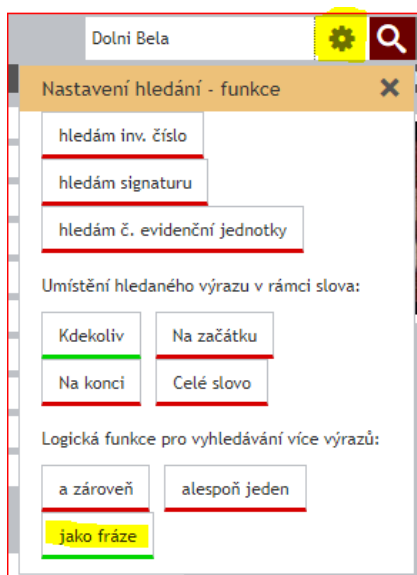 Dolni Bela
Nastavení hledání - funkce
hledám inv. číslo
hledám signaturu
hledám č. evidenční jednotky
Umístění hledaného výrazu v rámci slova:
Kdekoliv Na začátku
Na konci Celé slovo
Logická funkce pro vyhledávání více výrazů:
a zároveň alespoň jeden
jako fráze